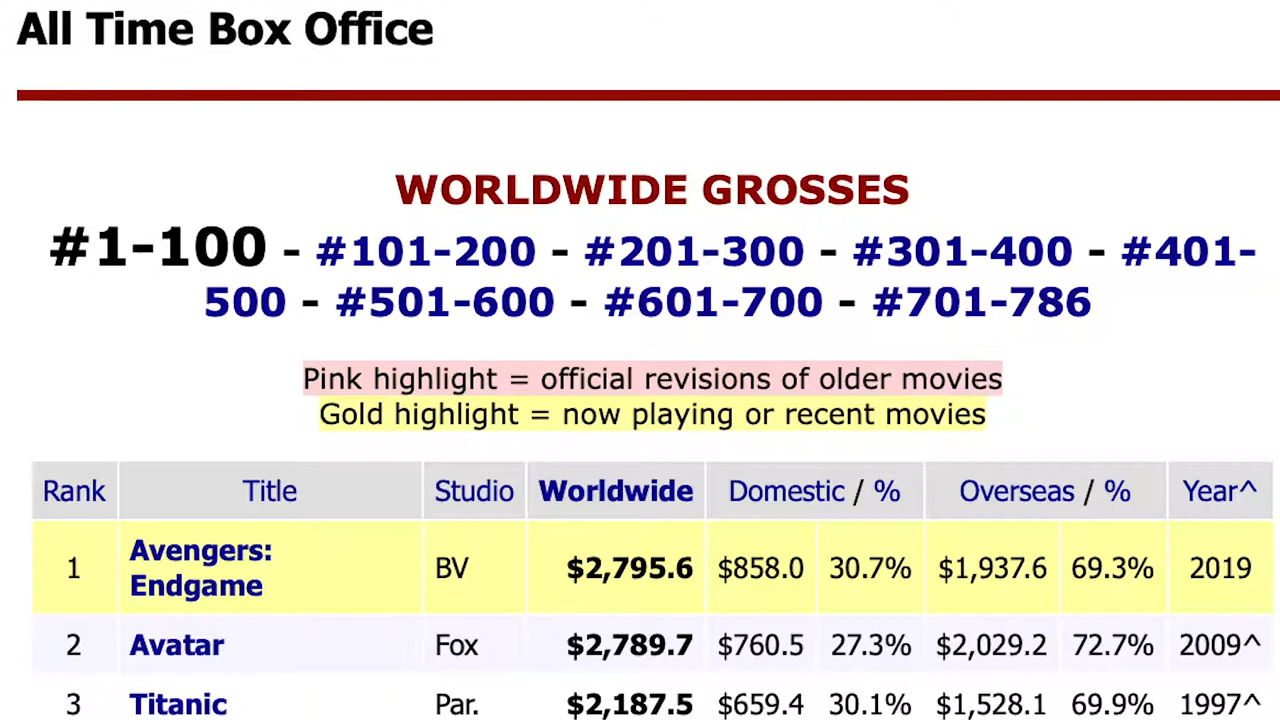 All Time Box Office
WORLDWIDE GROSSES
#1-100 - #101-200 - #201-300 - #301-400 - #401-
500 - #501-600 - #601-700 - #701-786
Pink highlight = official revisions of older movies
Gold highlight = now playing or recent movies
Rank Title Studio Worldwide Domestic / % Overseas / % Year^
1 Avengers: Endgame BV $2,795.6 $858.0 30.7% $1,937.6 69.3% 2019
2 Avatar Fox $2,789.7 $760.5 27.3% $2,029.2 72.7% 2009^
3 Titanic Par. $2,187.5 $659.4 30.1% $1,528.1 69.9% 1997^